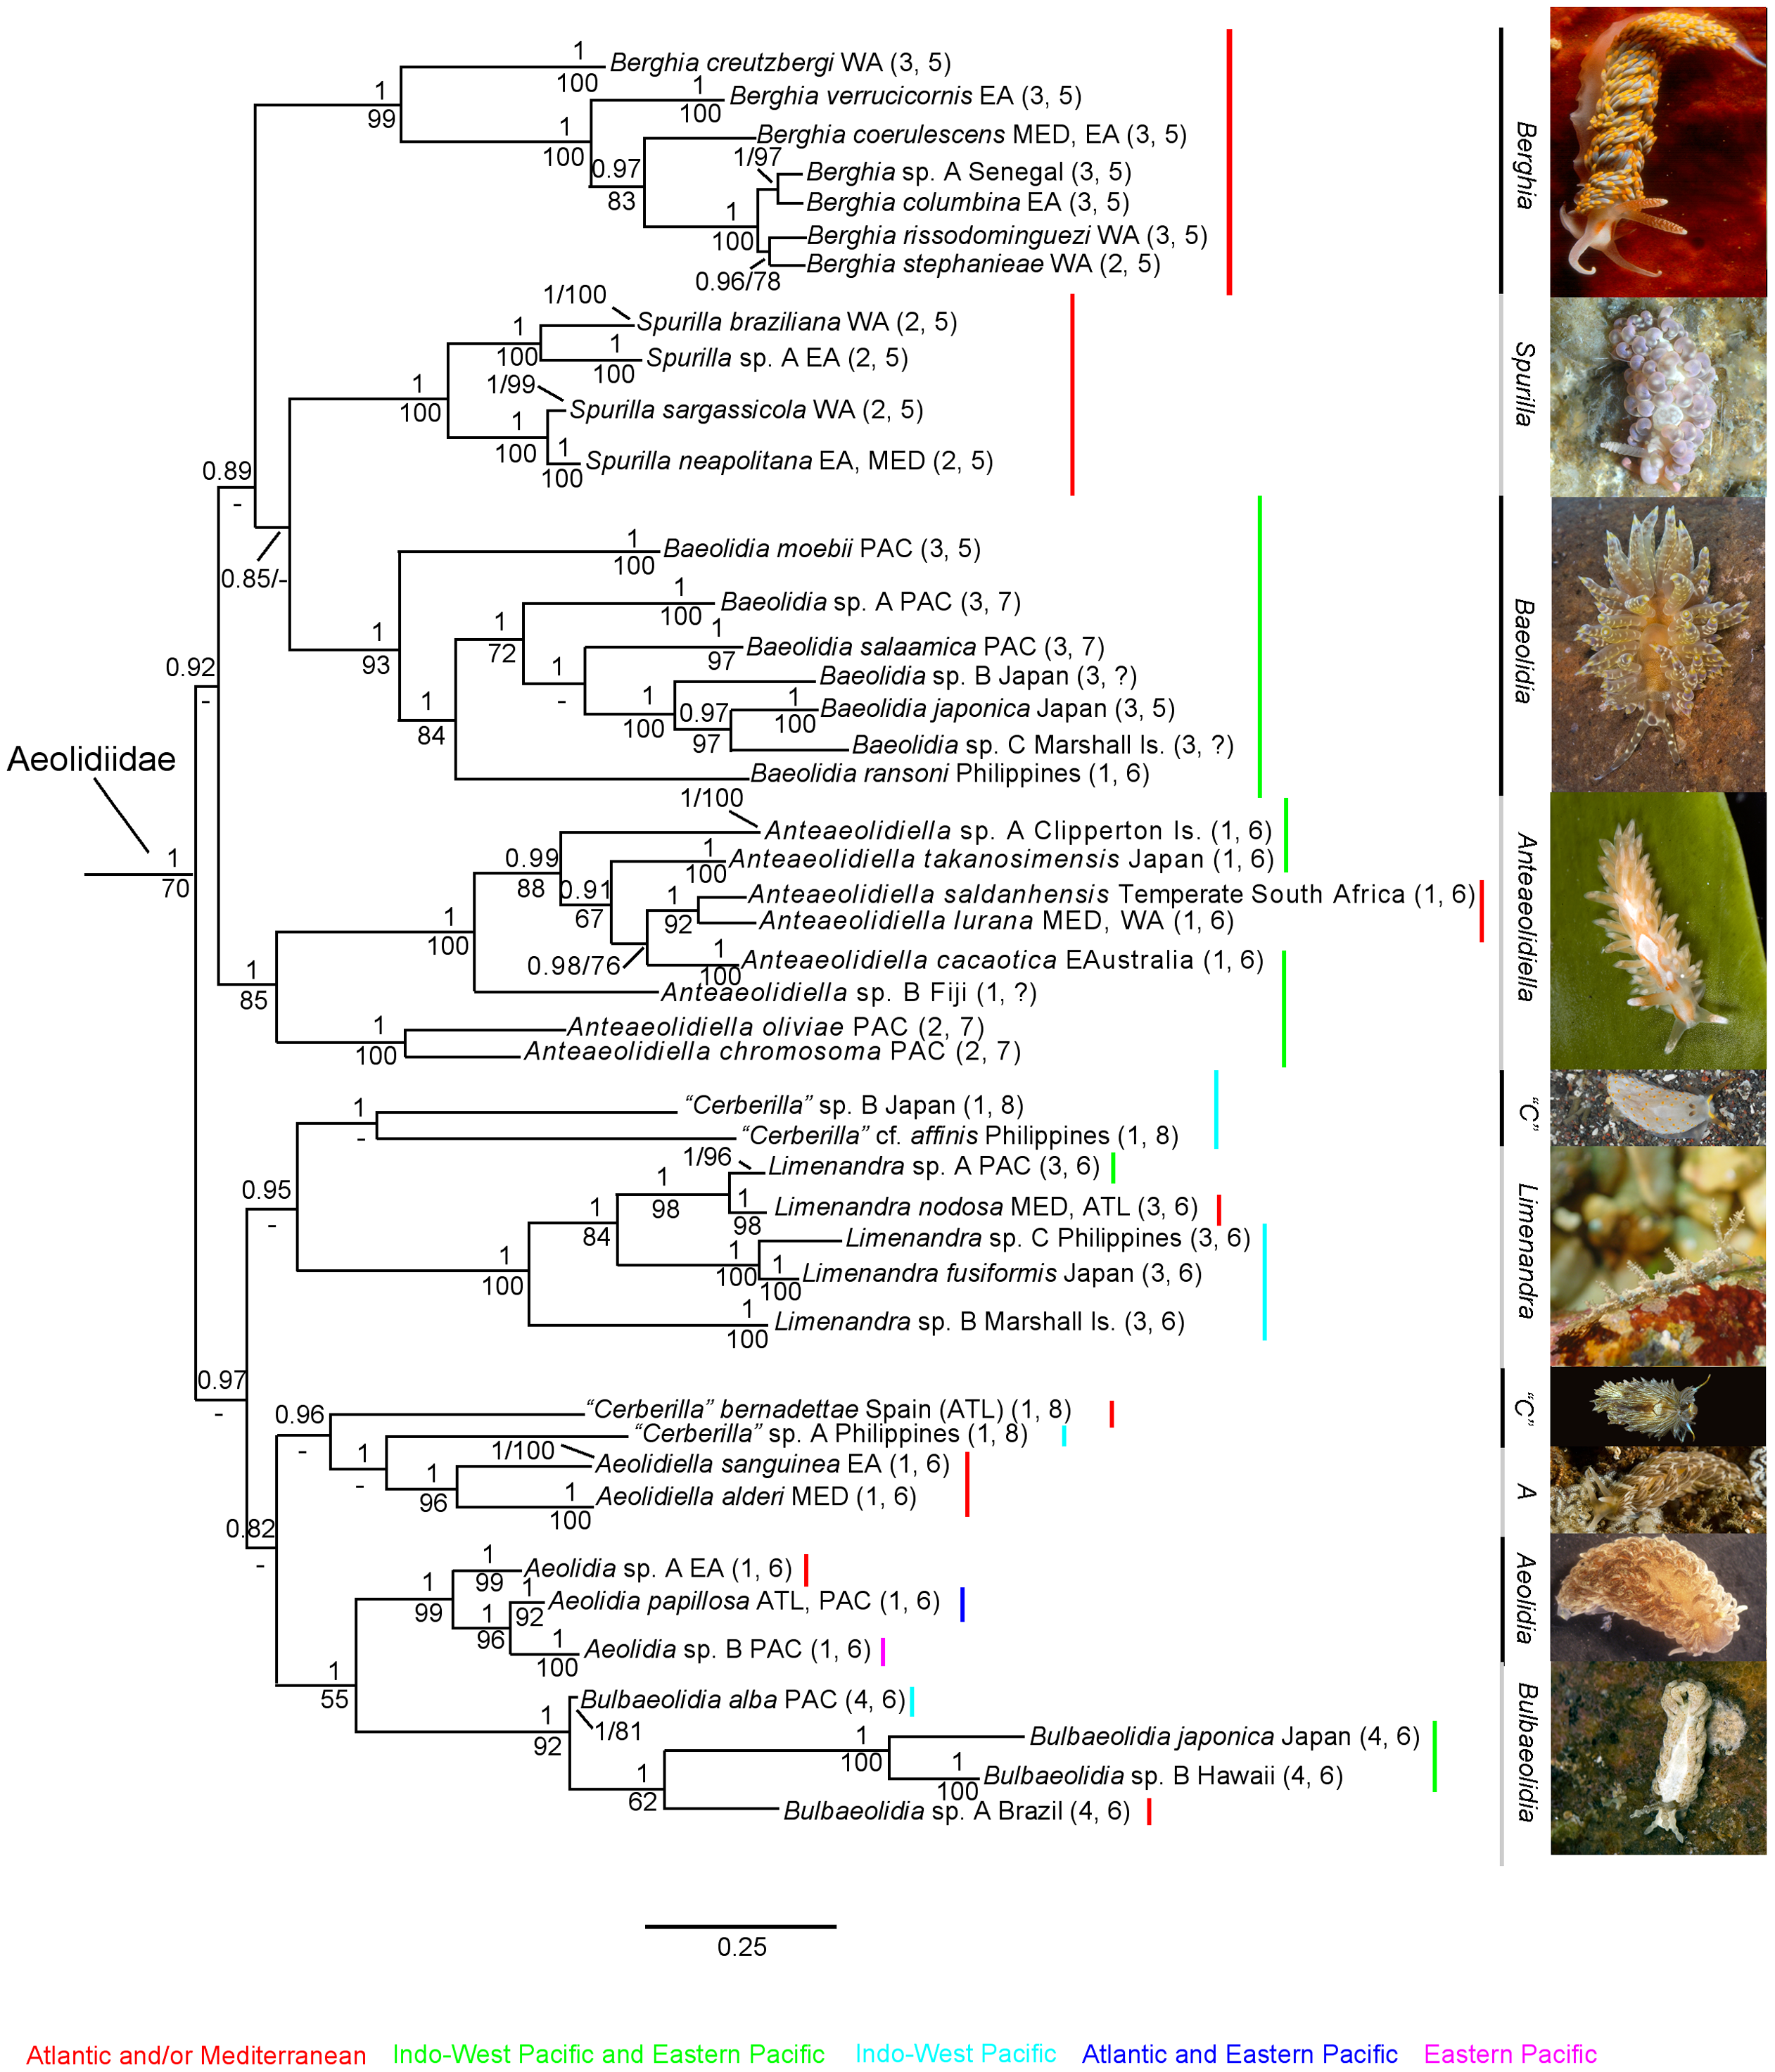 1
Berghia creutzbergi WA (3, 5)
100
1
99
1
Berghia verrucicornis EA (3, 5)
100
1
100
Berghia coerulescens MED, EA (3, 5)
0.97
83
1/97
Berghia sp. A Senegal (3, 5)
Berghia columbina EA (3, 5)
1
100
Berghia rissodominguezi WA (3, 5)
Berghia stephanieae WA (2, 5)
0.96/78
Berghia
1/100
Spurilla braziliana WA (2, 5)
1
100
1
Spurilla sp. A EA (2, 5)
100
1
100
1/99
Spurilla sargassicola WA (2, 5)
1
100
1
Spurilla neapolitana EA, MED (2, 5)
100
Spurilla
0.89
-
0.85/-
1
Baeolidia moebii PAC (3, 5)
100
1
93
1
Baeolidia sp. A PAC (3, 7)
100
1
72
1
Baeolidia salaamica PAC (3, 7)
97
1
-
Baeolidia sp. B Japan (3, ?)
1
100
1
Baeolidia japonica Japan (3, 5)
100
0.97
97
Baeolidia sp. C Marshall Is. (3, ?)
1
84
Baeolidia ransoni Philippines (1, 6)
Baeolidia
0.92
-
Aeolidiidae
1
70
1/100
Anteaeolidiella sp. A Clipperton Is. (1, 6)
0.99
88
1
Anteaeolidiella takanosimensis Japan (1, 6)
100
0.91
67
Anteaeolidiella saldanhensis Temperate South Africa (1, 6)
1
92
Anteaeolidiella lurana MED, WA (1, 6)
0.98/76
1
Anteaeolidiella cacaotica EAustralia (1, 6)
100
1
100
Anteaeolidiella sp. B Fiji (1, ?)
1
85
Anteaeolidiella oliviae PAC (2, 7)
1
100
Anteaeolidiella chromosoma PAC (2, 7)
Anteaeolidiella
“Cerberilla” sp. B Japan (1, 8)
1
-
“Cerberilla” cf. affinis Philippines (1, 8)
“C”
0.95
-
1/96
Limenandra sp. A PAC (3, 6)
1
98
1
Limenandra nodosa MED, ATL (3, 6)
98
1
84
Limenandra sp. C Philippines (3, 6)
1
100
1
Limenandra fusiformis Japan (3, 6)
100
1
100
1
Limenandra sp. B Marshall Is. (3, 6)
100
Limenandra
0.97
-
“Cerberilla” bernadettae Spain (ATL) (1, 8)
0.96
-
“Cerberilla” sp. A Philippines (1, 8)
“C”
1
-
1/100
Aeolidiella sanguinea EA (1, 6)
1
96
1
Aeolidiella alderi MED (1, 6)
100
A
0.82
-
1
Aeolidia sp. A EA (1, 6)
99
1
99
1
Aeolidia papillosa ATL, PAC (1, 6)
92
1
96
1
Aeolidia sp. B PAC (1, 6)
100
Aeolidia
1
55
Bulbaeolidia alba PAC (4, 6)
1/81
1
92
Bulbaeolidia japonica Japan (4, 6)
1
100
1
Bulbaeolidia sp. B Hawaii (4, 6)
100
1
62
Bulbaeolidia sp. A Brazil (4, 6)
Bulbaeolidia
0.25
Atlantic and/or Mediterranean Indo-West Pacific and Eastern Pacific Indo-West Pacific Atlantic and Eastern Pacific Eastern Pacific